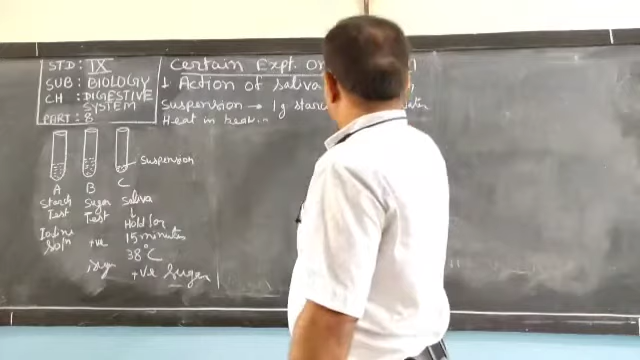 STD: IX
SUB: BIOLOGY
CH: DIGESTIVE
SYSTEM
PART: 8
Certain Expt. on
1. Action of saliva
Suspension → 1g
Heat in
Suspension
A B C
Starch Test
Sugar Test
Saliva
↓
Hold for
15 minutes
38°C
Iodine Soln
+ve
+ve Sugar